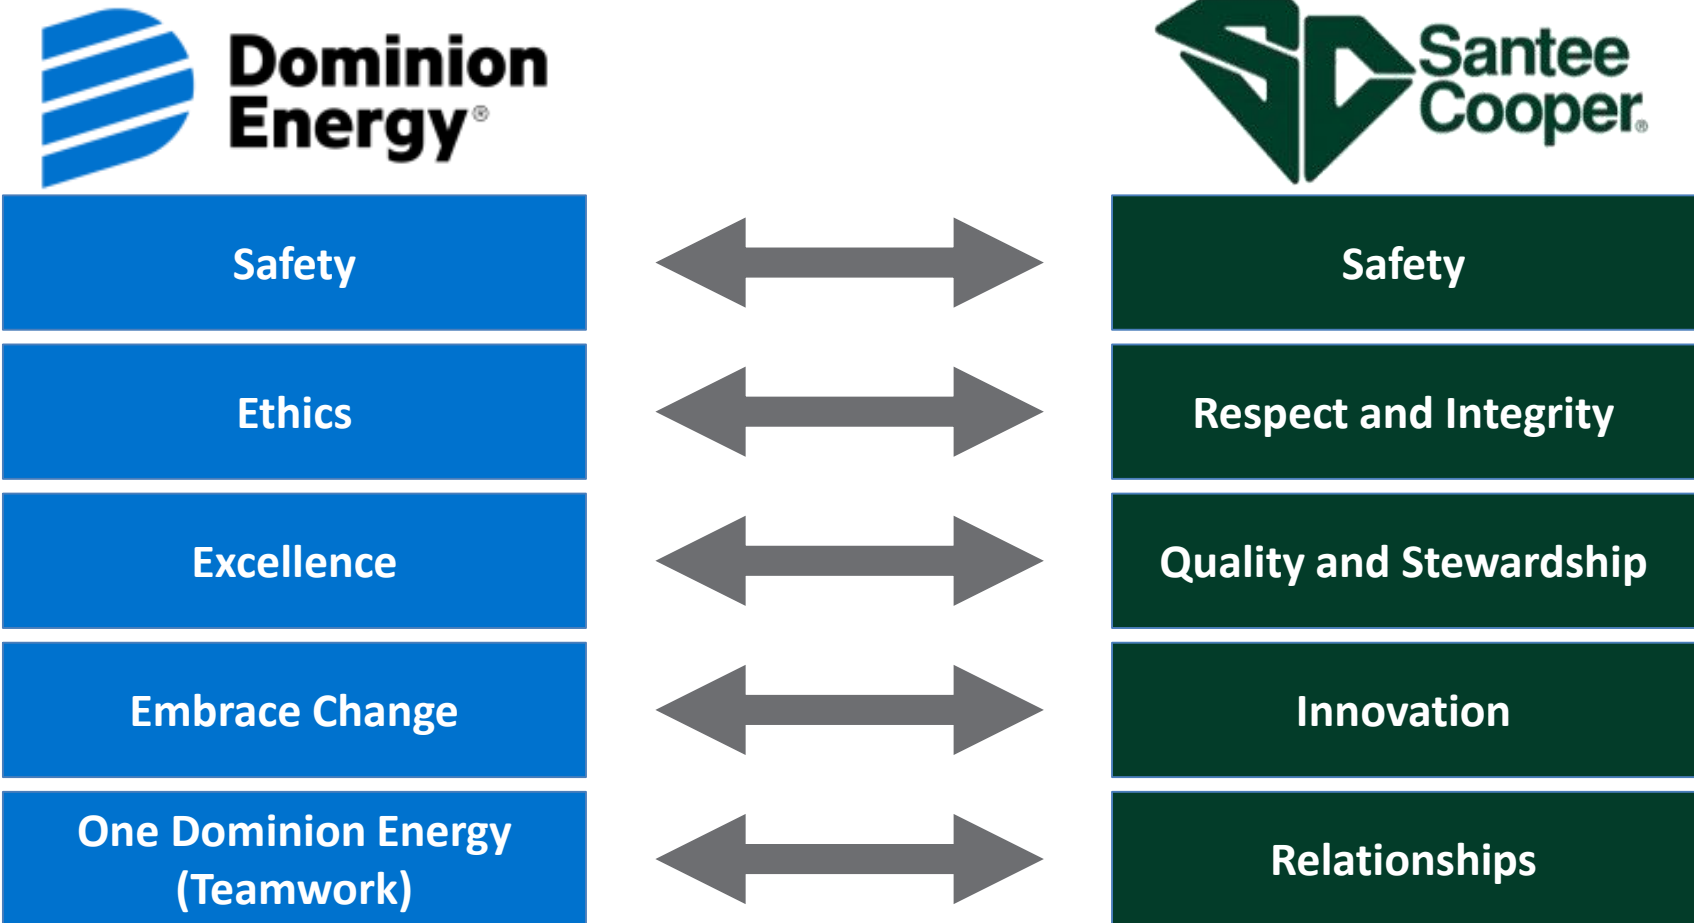 Dominion
Energy®
Santee
Cooper®
Safety
Safety
Ethics
Respect and Integrity
Excellence
Quality and Stewardship
Embrace Change
Innovation
One Dominion Energy
(Teamwork)
Relationships